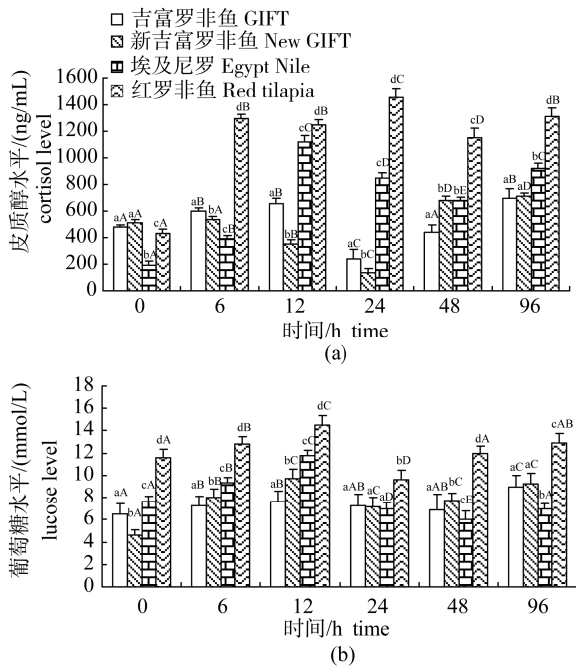 吉富罗非鱼 GIFT
新吉富罗非鱼 New GIFT
埃及尼罗 Egypt Nile
红罗非鱼 Red tilapia
皮质醇水平/(ng/mL)
cortisol level
1600
1400
1200
1000
800
600
400
200
0
aA aA bA cA
aB bA cB dB
aB bB cC dB
aC bC cD dC
aA bD bE cD
aB aD bC dB
0 6 12 24 48 96
时间/h time
(a)
葡萄糖水平/(mmol/L)
lucose level
18
16
14
12
10
8
6
4
2
0
aA bA cA dA
aB bB cB dB
aB bC cC dC
aAB aC aD bD
aAB bB cE dA
aC aC bA cAB
0 6 12 24 48 96
时间/h time
(b)